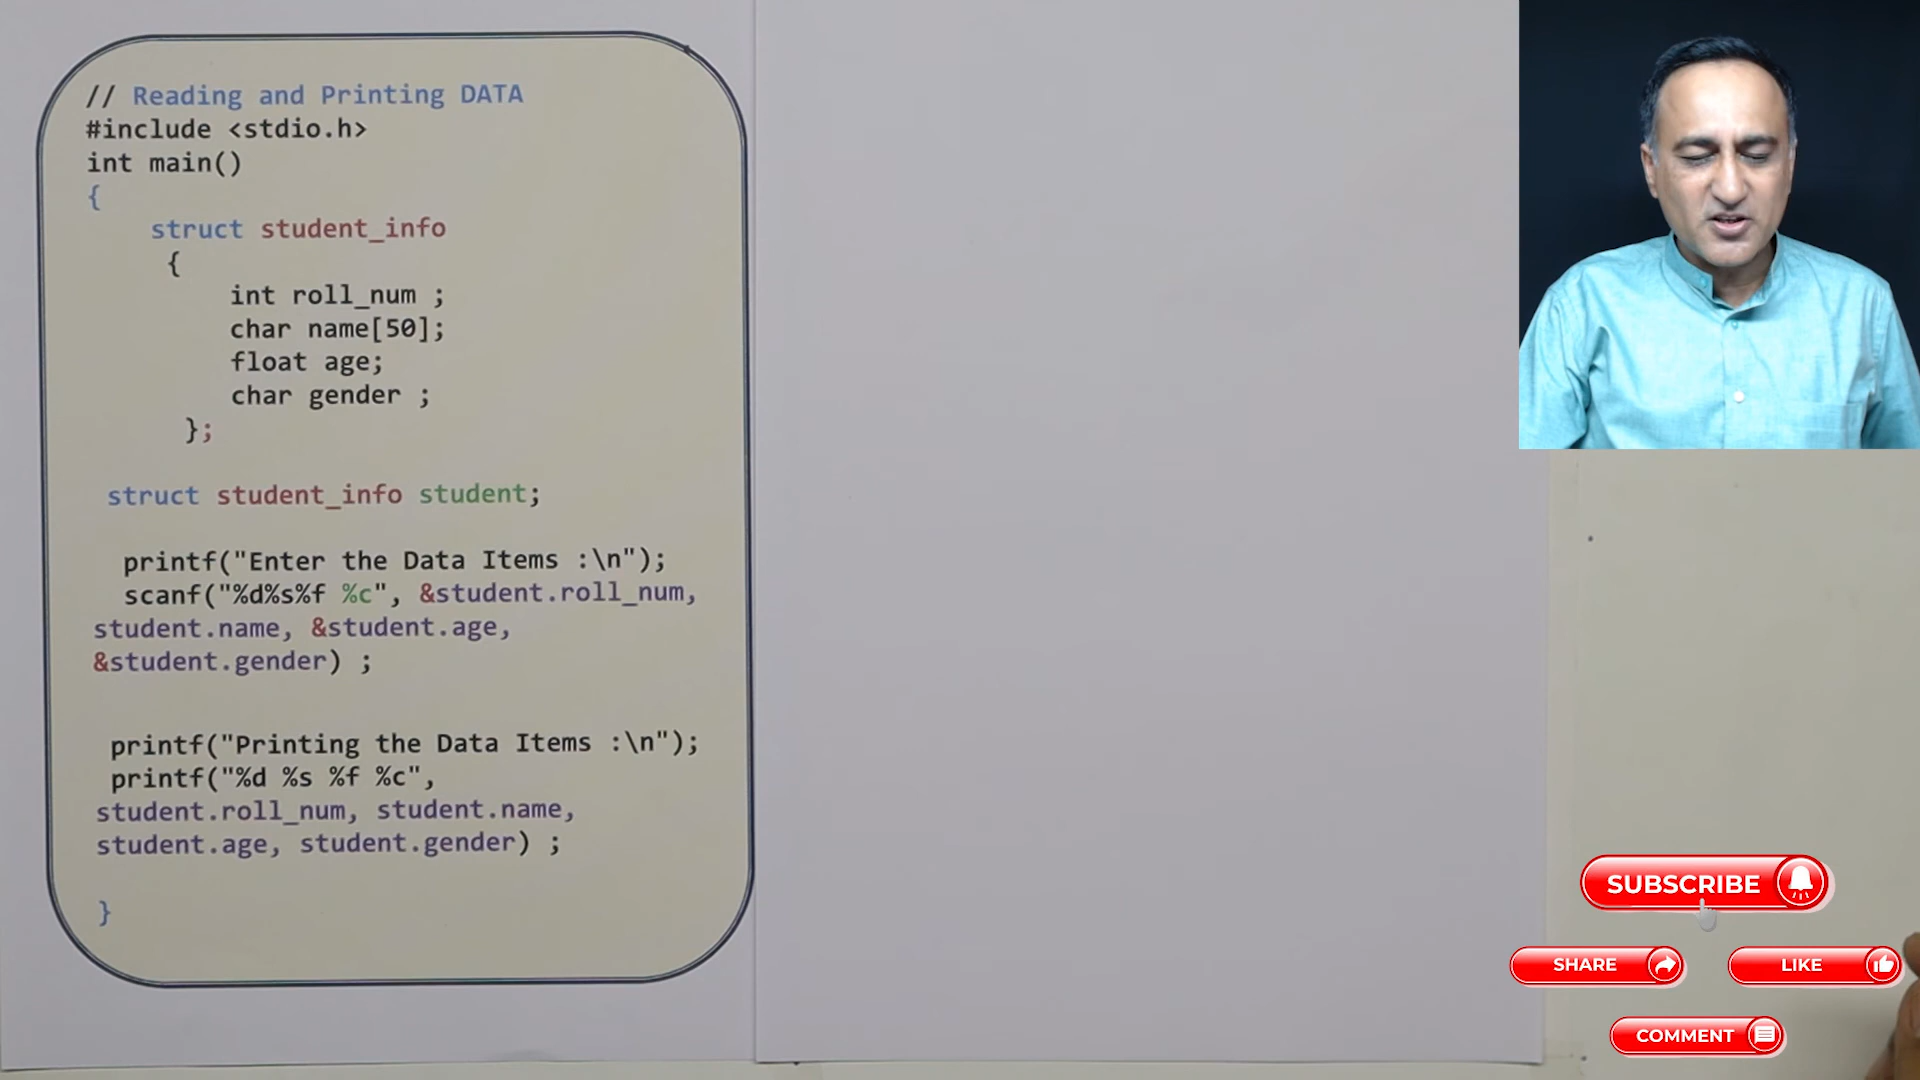 // Reading and Printing DATA
#include <stdio.h>
int main()
{
struct student_info
{
int roll_num ;
char name[50];
float age;
char gender ;
};
struct student_info student;
printf("Enter the Data Items :\n");
scanf("%d%s%f %c", &student.roll_num,
student.name, &student.age,
&student.gender) ;
printf("Printing the Data Items :\n");
printf("%d %s %f %c",
student.roll_num, student.name,
student.age, student.gender) ;
}
SUBSCRIBE
SHARE
LIKE
COMMENT